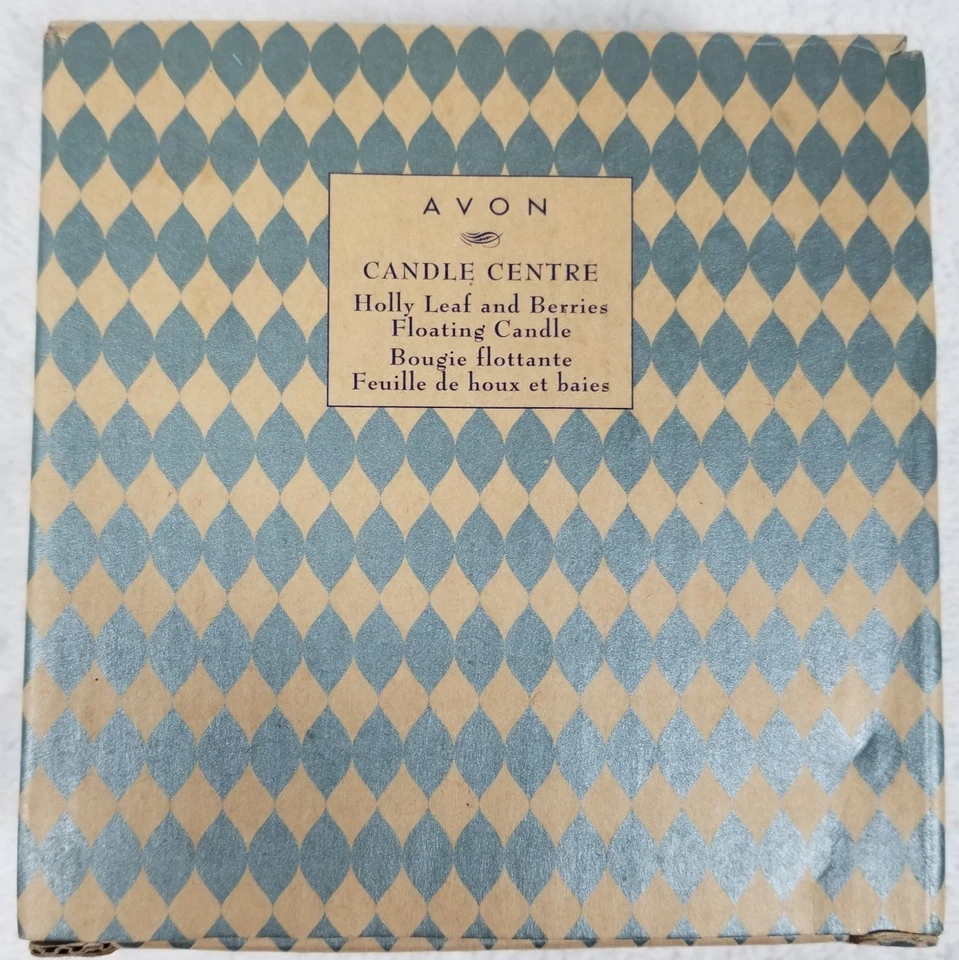 AVON
CANDLE CENTRE
Holly Leaf and Berries
Floating Candle
Bougie flottante
Feuille de houx et baies